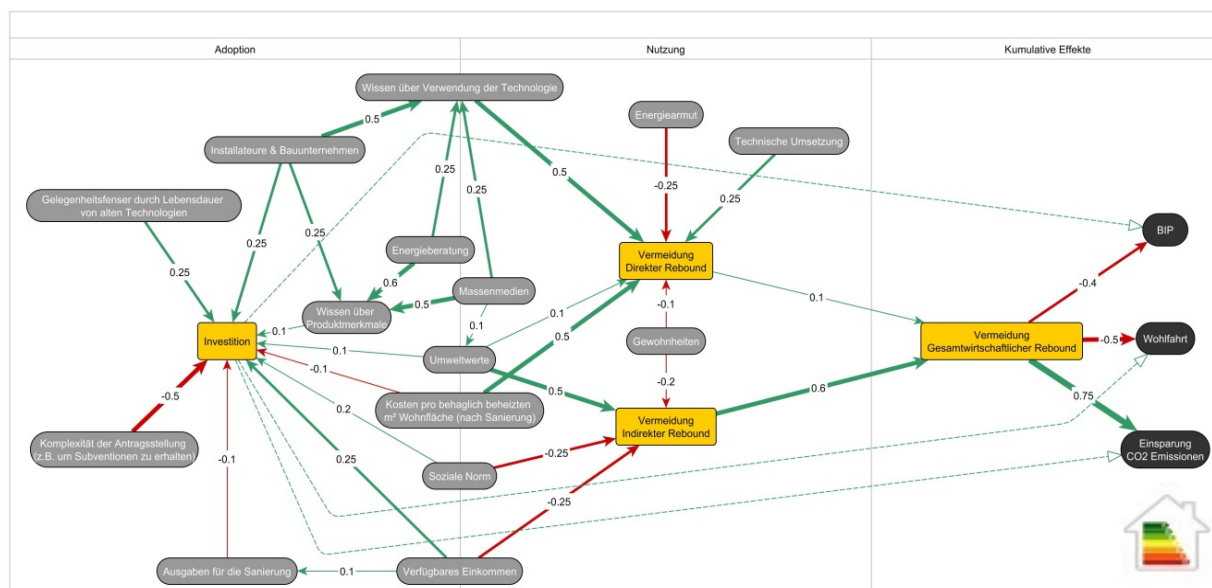 Adoption
Nutzung
Kumulative Effekte
Wissen über Verwendung der Technologie
Energiearmut
0.5
Technische Umsetzung
Installateure & Bauunternehmen
0.25
0.5
-0.25
0.25
Gelegenheitsfenser durch Lebensdauer
von alten Technologien
0.25
0.25
0.25
Energieberatung
Vermeidung
Direkter Rebound
BIP
0.25
0.6
Massenmedien
-0.4
0.5
0.1
-0.1
Wissen über
Produktmerkmale
0.1
0.1
0.1
Investition
0.5
Gewohnheiten
Vermeidung
Gesamtwirtschaftlicher Rebound
-0.5
Wohlfahrt
0.1
Umweltwerte
-0.1
-0.2
0.5
0.6
0.75
-0.5
0.2
Kosten pro behaglich beheizten
m² Wohnfläche (nach Sanierung)
Vermeidung
Indirekter Rebound
Komplexität der Antragsstellung
(z.B. um Subventionen zu erhalten)
-0.1
0.25
-0.25
Einsparung
CO2 Emissionen
Soziale Norm
-0.25
Ausgaben für die Sanierung
0.1
Verfügbares Einkommen